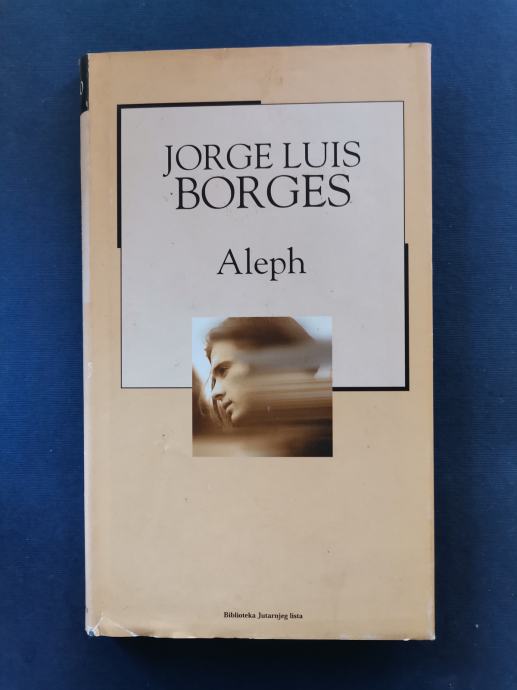 JORGE LUIS
BORGES
Aleph
Biblioteka Jutarnjeg lista